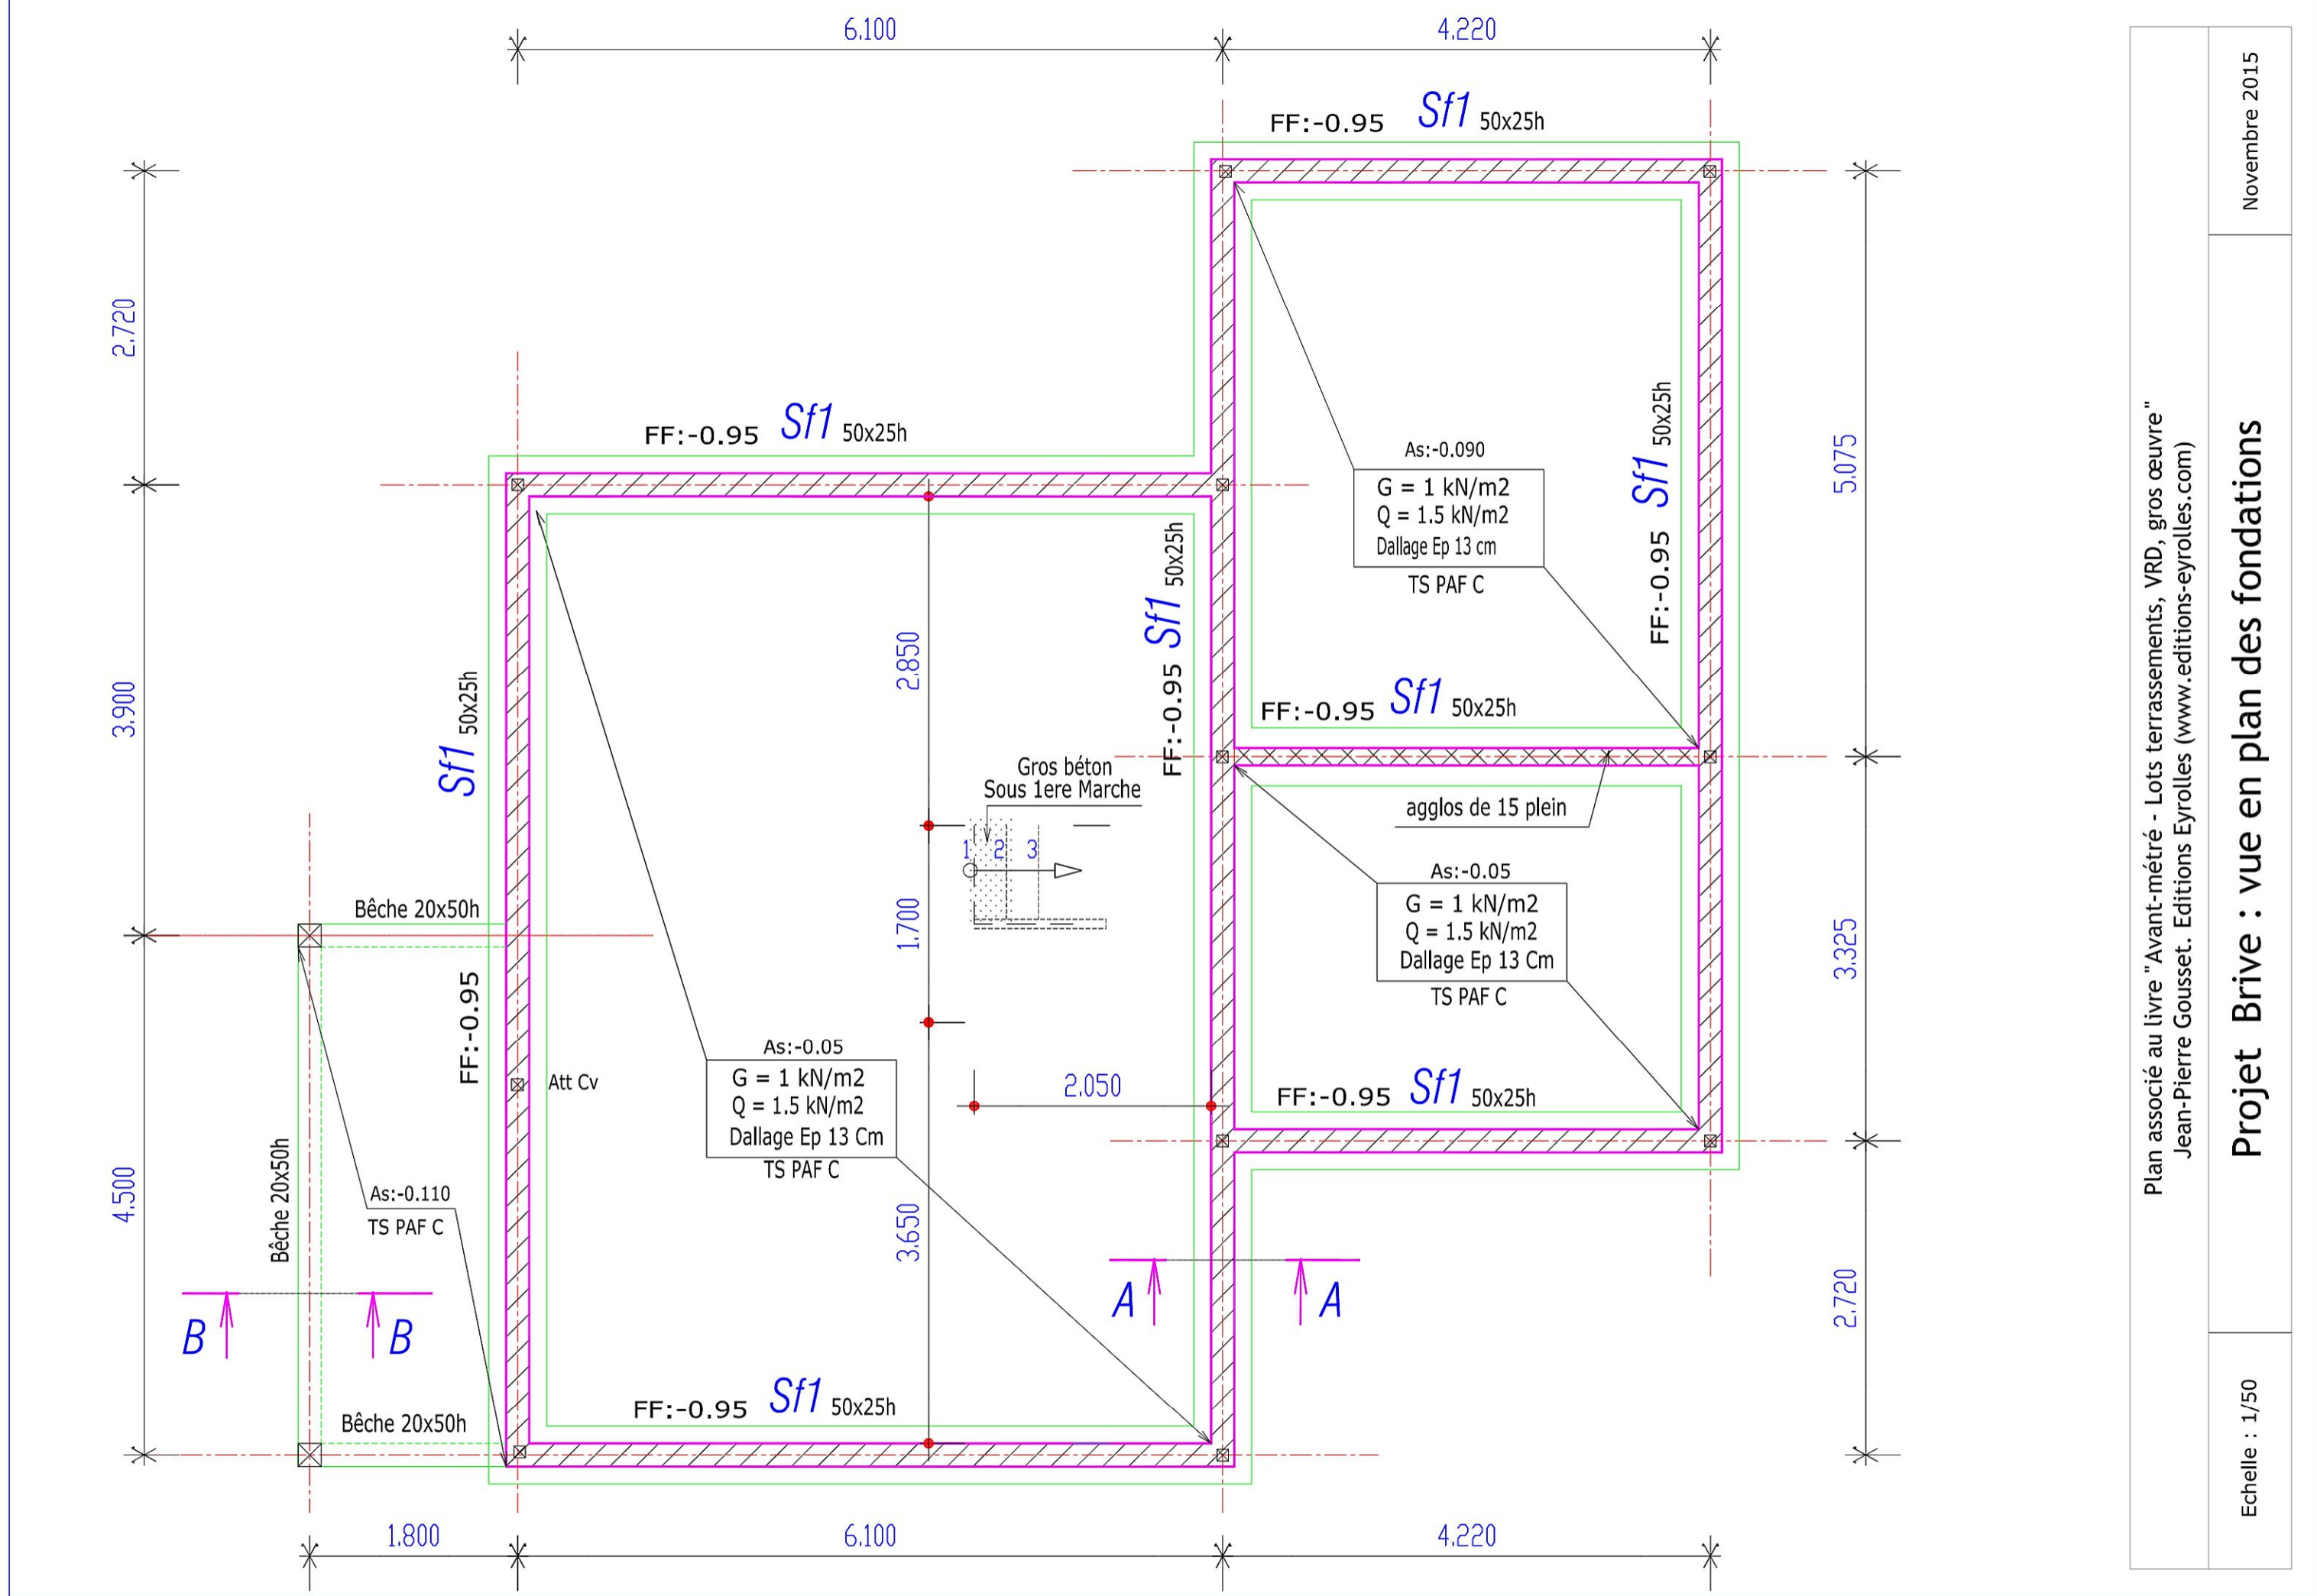 6.100
4.220
FF:-0.95 Sf1 50x25h
2.720
FF:-0.95 Sf1 50x25h
As:-0.090
G = 1 kN/m2
Q = 1.5 kN/m2
Dallage Ep 13 cm
TS PAF C
FF:-0.95 Sf1 50x25h
5.075
3.900
FF:-0.95 Sf1 50x25h
2.850
FF:-0.95 Sf1 50x25h
FF:-0.95 Sf1 50x25h
Gros béton
Sous 1ere Marche
1 2 3
agglos de 15 plein
Bêche 20x50h
1.700
As:-0.05
G = 1 kN/m2
Q = 1.5 kN/m2
Dallage Ep 13 Cm
TS PAF C
3.325
Att Cv
As:-0.05
G = 1 kN/m2
Q = 1.5 kN/m2
Dallage Ep 13 Cm
TS PAF C
2.050
FF:-0.95 Sf1 50x25h
Bêche 20x50h
As:-0.110
TS PAF C
4.500
3.650
A A
2.720
B B
FF:-0.95 Sf1 50x25h
Bêche 20x50h
1.800
6.100
4.220
Plan associé au livre "Avant-métré - Lots terrassements, VRD, gros œuvre"
Jean-Pierre Gousset. Editions Eyrolles (www.editions-eyrolles.com)
Echelle : 1/50
Projet Brive : vue en plan des fondations
Novembre 2015